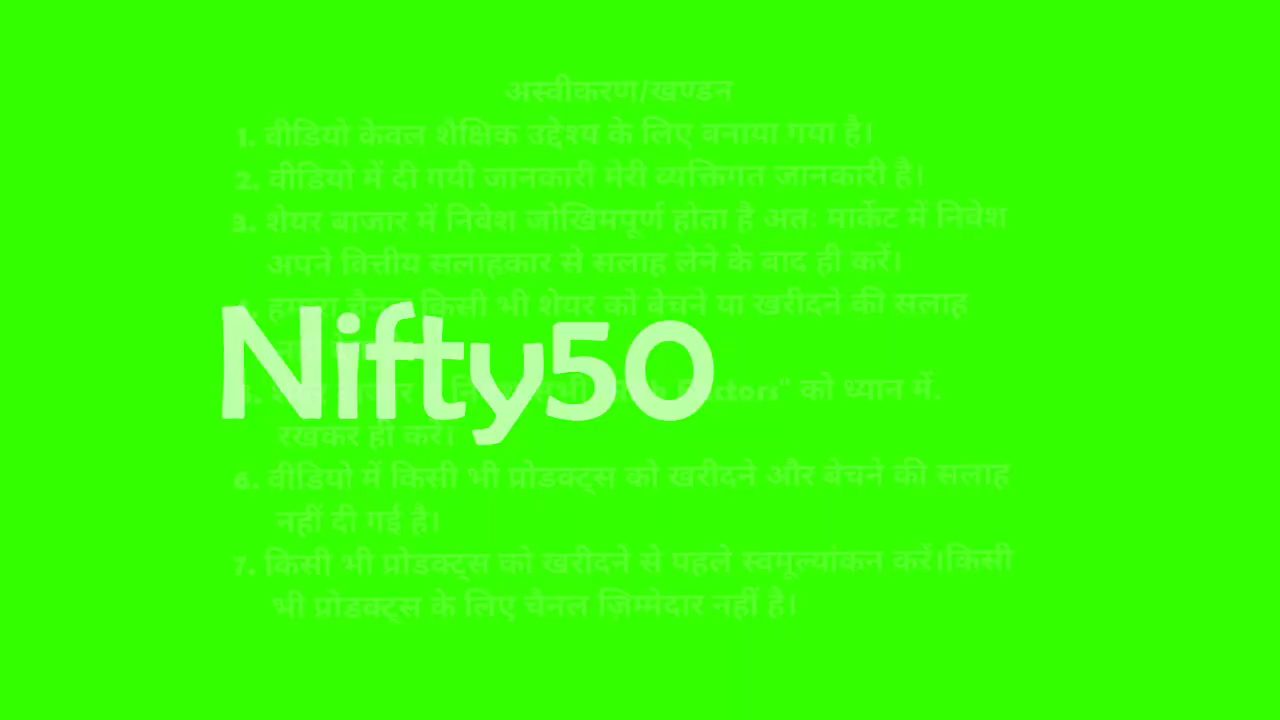 अस्वीकरण/खण्डन
1. वीडियो केवल शैक्षिक उद्देश्य के लिए बनाया गया है।
2. वीडियो में दी गयी जानकारी मेरी व्यक्तिगत जानकारी है।
3. शेयर बाजार में निवेश जोखिमपूर्ण होता है अतः मार्केट में निवेश
अपने वित्तीय सलाहकार से सलाह लेने के बाद ही करें।
किसी भी शेयर को बेचने या खरीदने की सलाह
Nifty50
5. को ध्यान में.
रखकर ही करें।
6. वीडियो में किसी भी प्रोडक्ट्स को खरीदने और बेचने की सलाह
नहीं दी गई है।
7. किसी भी प्रोडक्ट्स को खरीदने से पहले स्वमूल्यांकन करें।किसी
भी प्रोडक्ट्स के लिए चैनल ज़िम्मेदार नहीं है।